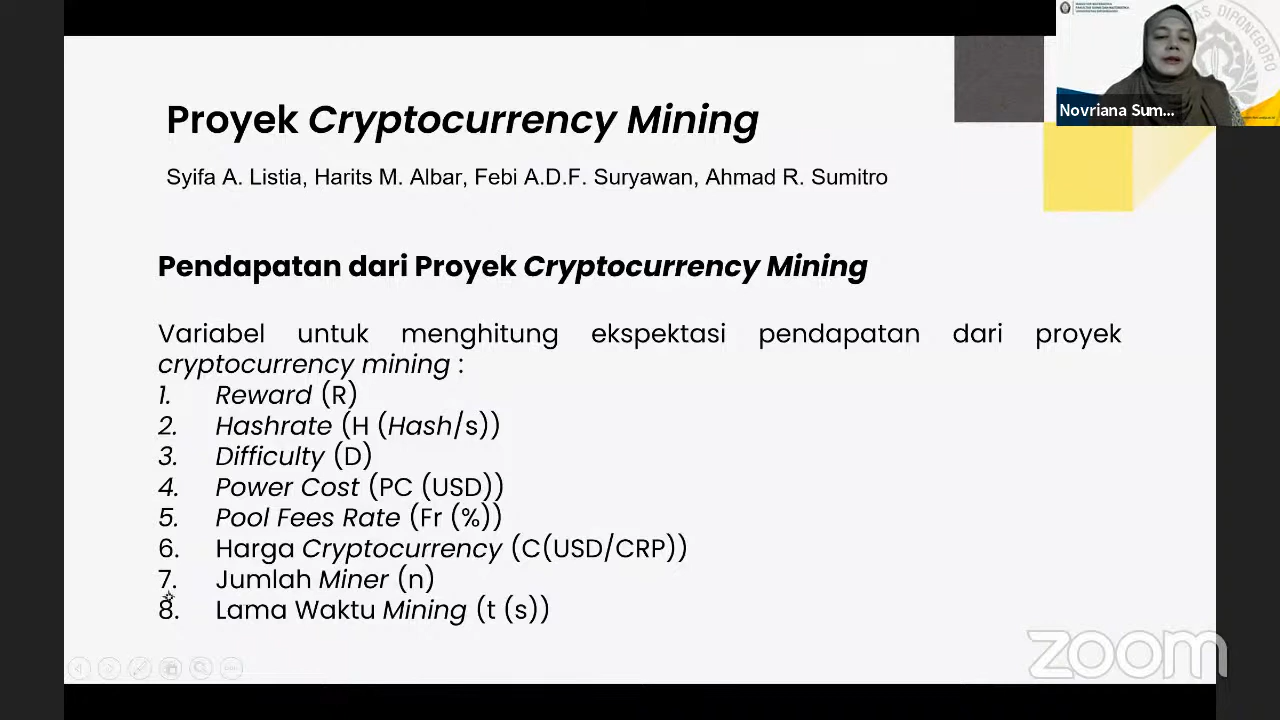 Proyek Cryptocurrency Mining
Syifa A. Listia, Harits M. Albar, Febi A.D.F. Suryawan, Ahmad R. Sumitro
Pendapatan dari Proyek Cryptocurrency Mining
Variabel untuk menghitung ekspektasi pendapatan dari proyek
cryptocurrency mining :
1. Reward (R)
2. Hashrate (H (Hash/s))
3. Difficulty (D)
4. Power Cost (PC (USD))
5. Pool Fees Rate (Fr (%))
6. Harga Cryptocurrency (C(USD/CRP))
7. Jumlah Miner (n)
8. Lama Waktu Mining (t (s))
Novriana Sum...
DIPONEGORO
zoom